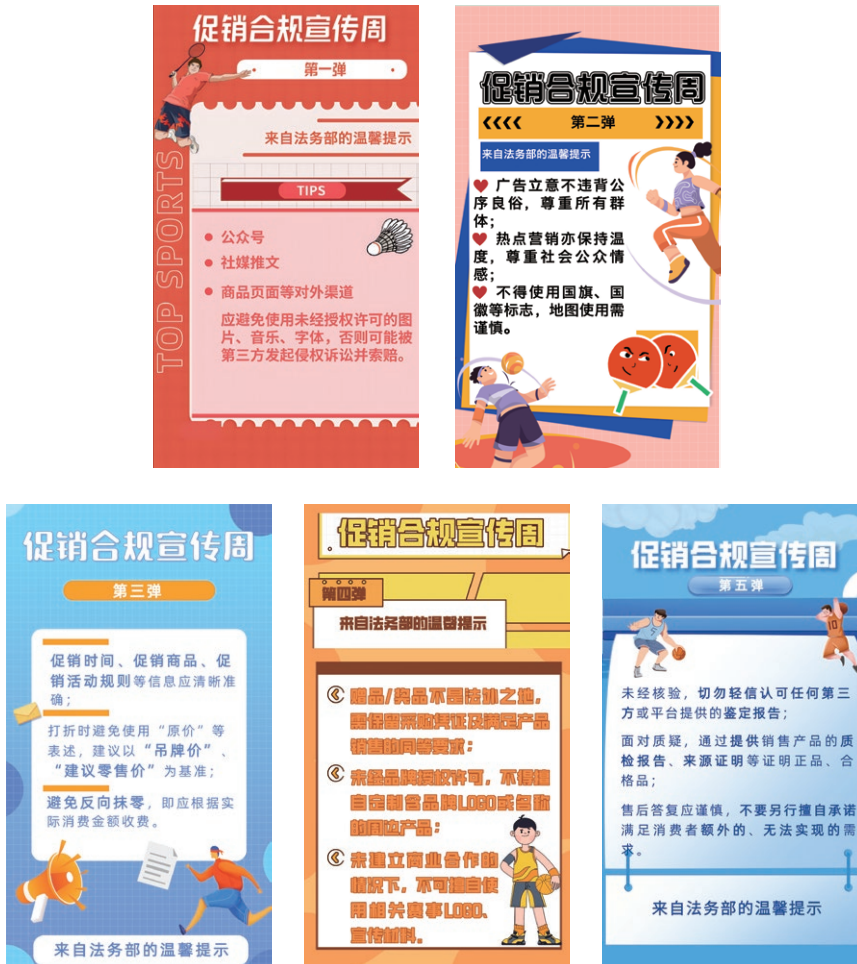 促销合规宣传周
第一弹
来自法务部的温馨提示
TIPS
TOP SPORTS
公众号
社媒推文
商品页面等对外渠道
应避免使用未经授权许可的图
片、音乐、字体，否则可能被
第三方发起侵权诉讼并索赔。
促销合规宣传周
第二弹
来自法务部的温馨提示
广告立意不违背公
序良俗，尊重所有群
体；
热点营销亦保持温
度，尊重社会公众情
感；
不得使用国旗、国
徽等标志，地图使用需
谨慎。
促销合规宣传周
第三弹
促销时间、促销商品、促
销活动规则等信息应清晰准
确；
打折时避免使用“原价”等
表述，建议以“吊牌价”、
“建议零售价”为基准；
避免反向抹零，即应根据实
际消费金额收费。
来自法务部的温馨提示
促销合规宣传周
第四弹
来自法务部的温馨提示
赠品/奖品不是法外之地，
需保留采购凭证及满足产品
销售的同等要求；
未经品牌授权许可，不得擅
自定制含品牌LOGO或名称
的周边产品；
未建立商业合作的
情况下，不可擅自使
用相关赛事LOGO、
宣传材料。
促销合规宣传周
第五弹
10
未经核验，切勿轻信认可任何第三
方或平台提供的鉴定报告；
面对质疑，通过提供销售产品的质
检报告、来源证明等证明正品、合
格品；
售后答复应谨慎，不要另行擅自承诺
满足消费者额外的、无法实现的需
求。
来自法务部的温馨提示